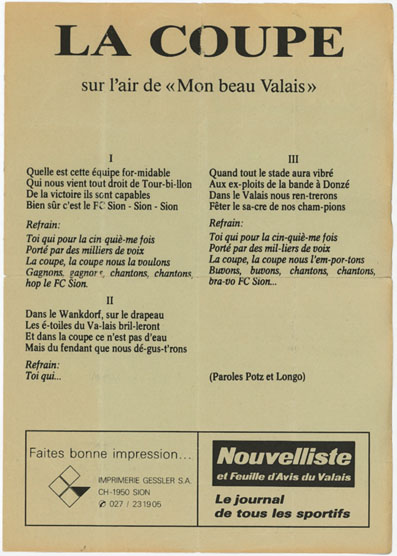 LA COUPE
sur l'air de «Mon beau Valais»
I
Quelle est cette équipe for-midable
Qui nous vient tout droit de Tour-bi-llon
De la victoire ils sont capables
Bien sûr c'est le FC Sion - Sion - Sion
Refrain:
Toi qui pour la cin quiè-me fois
Porté par des milliers de voix
La coupe, la coupe nous la voulons
Gagnons, gagnons, chantons, chantons,
hop le FC Sion.
II
Dans le Wankdorf, sur le drapeau
Les é-toiles du Va-lais bril-leront
Et dans la coupe ce n'est pas d'eau
Mais du fendant que nous dé-gus-t'rons
Refrain:
Toi qui...
III
Quand tout le stade aura vibré
Aux ex-ploits de la bande à Donzé
Dans le Valais nous ren-trerons
Fêter le sa-cre de nos cham-pions
Refrain:
Toi qui pour la cin-quiè-me fois
Porté par des mil-liers de voix
La coupe, la coupe nous l'em-por-tons
Buvons, buvons, chantons, chantons,
bra-vo FC Sion...
(Paroles Potz et Longo)
Faites bonne impression...
IMPRIMERIE GESSLER S.A.
CH-1950 SION
✆ 027 / 23 19 05
Nouvelliste
et Feuille d'Avis du Valais
Le journal
de tous les sportifs